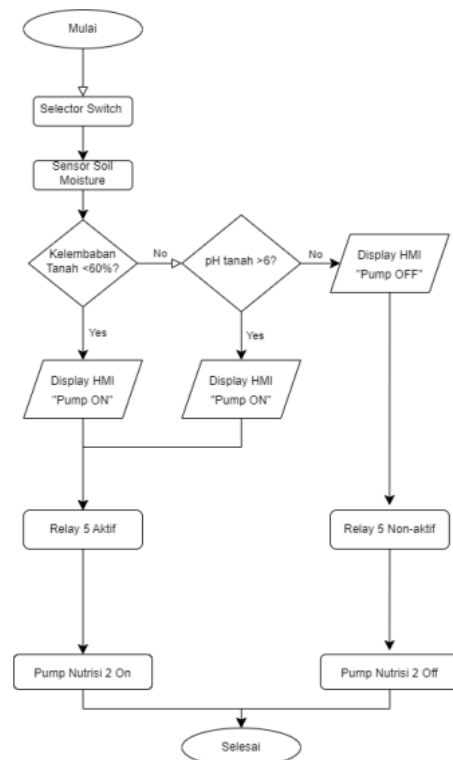 Mulai
Selector Switch
Sensor Soil
Moisture
Kelembaban
Tanah <60%?
No
pH tanah >6?
No
Display HMI
"Pump OFF"
Yes
Yes
Display HMI
"Pump ON"
Display HMI
"Pump ON"
Relay 5 Aktif
Relay 5 Non-aktif
Pump Nutrisi 2 On
Pump Nutrisi 2 Off
Selesai